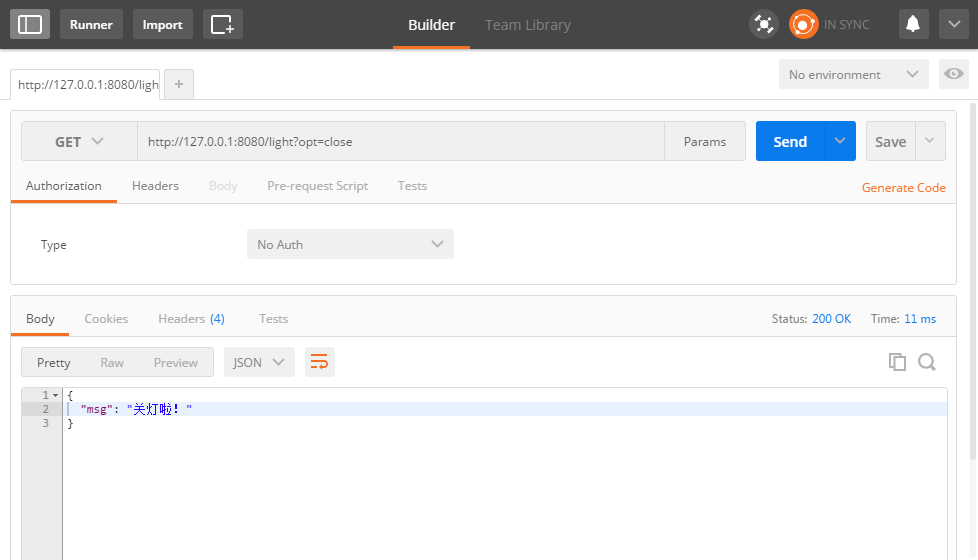 Runner Import Builder Team Library IN SYNC
http://127.0.0.1:8080/ligh + No environment
GET http://127.0.0.1:8080/light?opt=close Params Send Save
Authorization Headers Body Pre-request Script Tests Generate Code
Type No Auth
Body Cookies Headers (4) Tests Status: 200 OK Time: 11 ms
Pretty Raw Preview JSON
1 {
2 "msg": "关灯啦！"
3 }